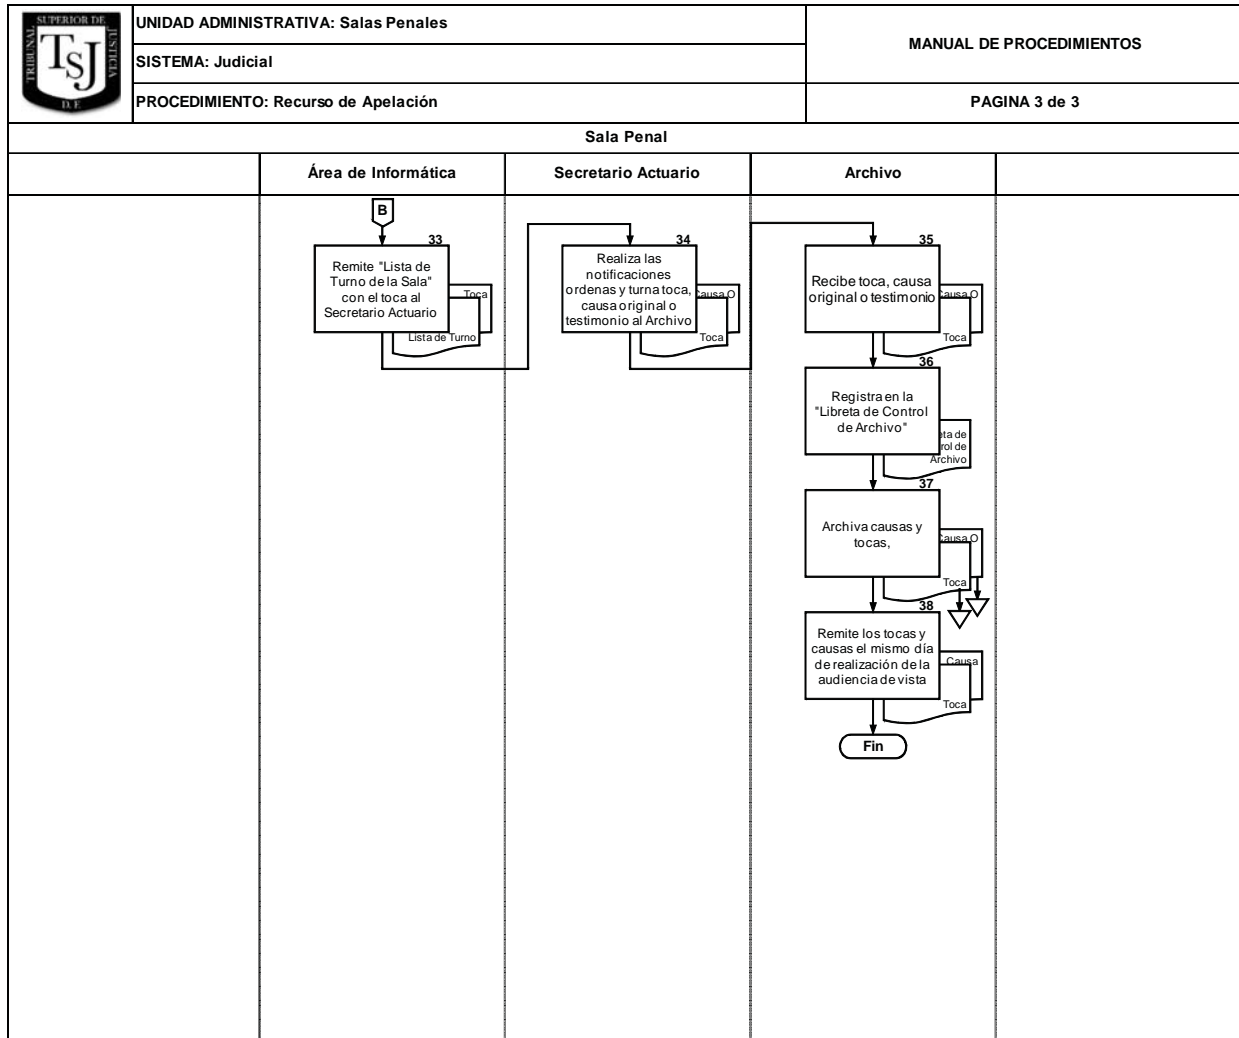 SUPERIOR DE
TRIBUNAL
JUSTICIA
TSJ
D. F.
UNIDAD ADMINISTRATIVA: Salas Penales
MANUAL DE PROCEDIMIENTOS
SISTEMA: Judicial
PROCEDIMIENTO: Recurso de Apelación
PAGINA 3 de 3
Sala Penal
Área de Informática
Secretario Actuario
Archivo
B
33
Remite "Lista de
Turno de la Sala"
con el toca al
Secretario Actuario
Toca
Lista de Turno
34
Realiza las
notificaciones
ordenas y turna toca,
causa original o
testimonio al Archivo
Causa O
Toca
35
Recibe toca, causa
original o testimonio
Causa O
Toca
36
Registra en la
"Libreta de Control
de Archivo"
de
de
Archivo
37
Archiva causas y
tocas,
Causa O
Toca
38
Remite los tocas y
causas el mismo día
de realización de la
audiencia de vista
Causa
Toca
Fin